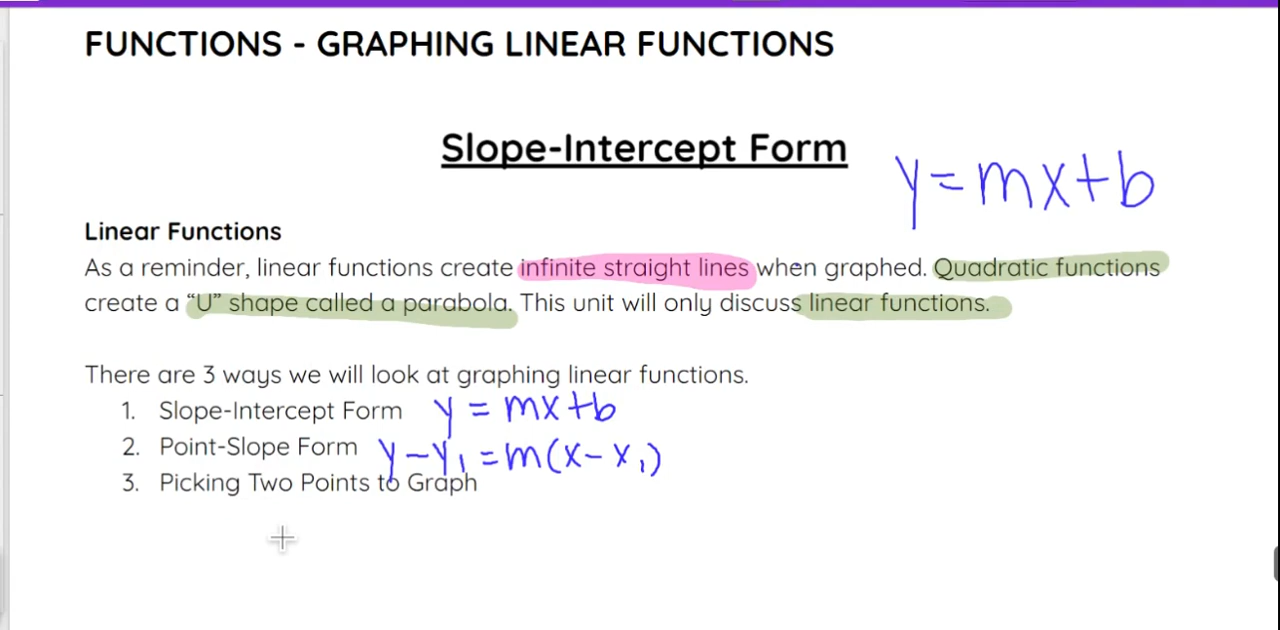 FUNCTIONS - GRAPHING LINEAR FUNCTIONS
Slope-Intercept Form
y=mx+b
Linear Functions
As a reminder, linear functions create infinite straight lines when graphed. Quadratic functions
create a “U” shape called a parabola. This unit will only discuss linear functions.
There are 3 ways we will look at graphing linear functions.
1. Slope-Intercept Form y = mx+b
2. Point-Slope Form y-y₁=m(x-x₁)
3. Picking Two Points to Graph